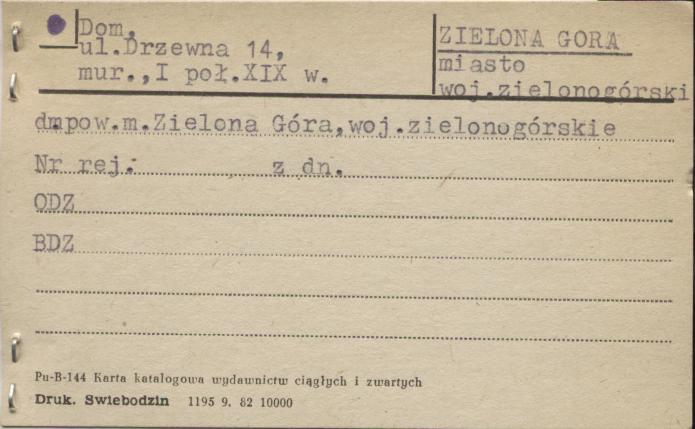 Dom,
ul.Drzewna 14,
mur.,I poł.XIX w.
ZIELONA GORA
miasto
woj.zielonogórski
dmpow.m.Zielona Góra,woj.zielonogórskie
Nr rej. z dn.
ODZ
BDZ
Pu-B-144 Karta katalogowa wydawnictw ciągłych i zwartych
Druk. Swiebodzin 1195 9. 82 10000